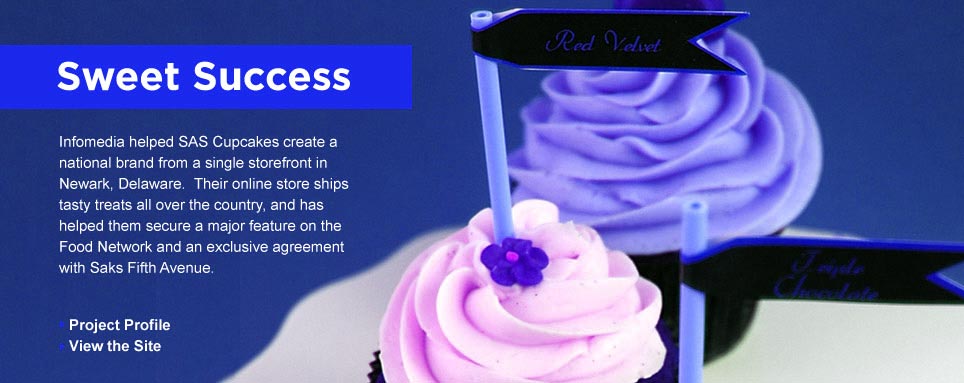 Sweet Success
Infomedia helped SAS Cupcakes create a
national brand from a single storefront in
Newark, Delaware.  Their online store ships
tasty treats all over the country, and has
helped them secure a major feature on the
Food Network and an exclusive agreement
with Saks Fifth Avenue.
Project Profile
View the Site
Red Velvet
Triple
Chocolate